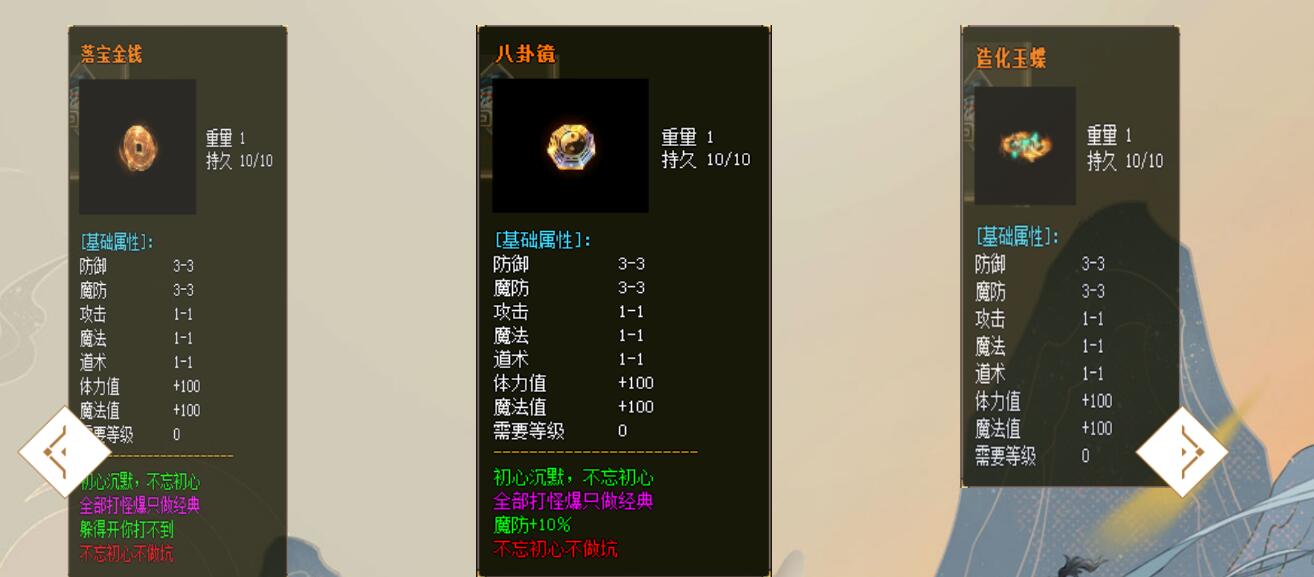 落宝金钱
重量 1
持久 10/10
[基础属性]:
防御 3-3
魔防 3-3
攻击 1-1
魔法 1-1
道术 1-1
体力值 +100
魔法值 +100
要等级 0
初心沉默，不忘初心
全部打怪爆只做经典
躲得开你打不到
不忘初心不做坑
八卦镜
重量 1
持久 10/10
[基础属性]:
防御 3-3
魔防 3-3
攻击 1-1
魔法 1-1
道术 1-1
体力值 +100
魔法值 +100
需要等级 0
初心沉默，不忘初心
全部打怪爆只做经典
魔防+10%
不忘初心不做坑
造化玉蝶
重量 1
持久 10/10
[基础属性]:
防御 3-3
魔防 3-3
攻击 1-1
魔法 1-1
道术 1-1
体力值 +100
魔法值 +100
需要等级 0